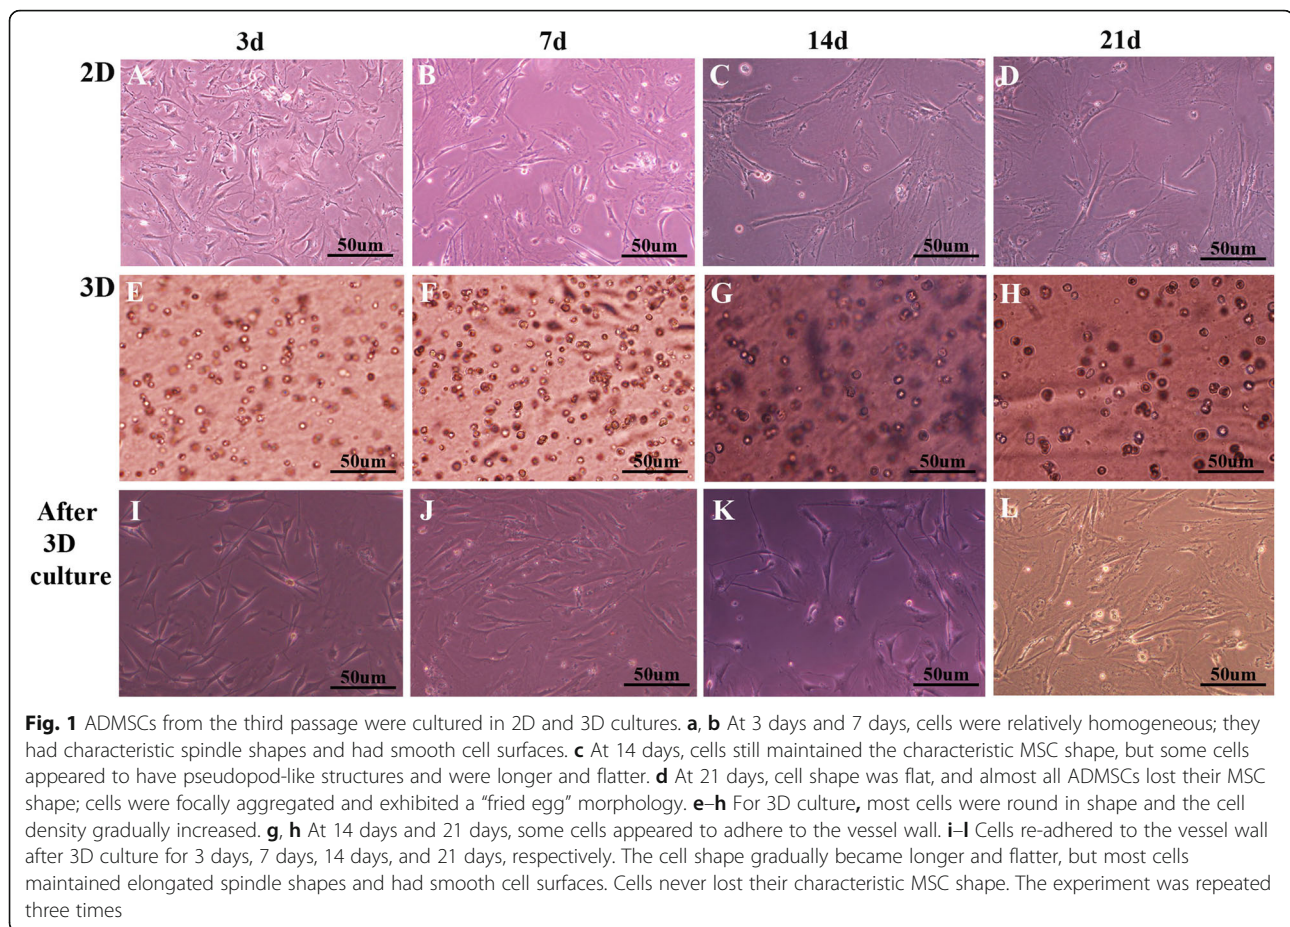 3d 7d 14d 21d
2D A B C D
50um 50um 50um 50um
3D E F G H
50um 50um 50um 50um
After
3D
culture
I J K L
50um 50um 50um 50um
Fig. 1 ADMSCs from the third passage were cultured in 2D and 3D cultures. a, b At 3 days and 7 days, cells were relatively homogeneous; they
had characteristic spindle shapes and had smooth cell surfaces. c At 14 days, cells still maintained the characteristic MSC shape, but some cells
appeared to have pseudopod-like structures and were longer and flatter. d At 21 days, cell shape was flat, and almost all ADMSCs lost their MSC
shape; cells were focally aggregated and exhibited a “fried egg” morphology. e–h For 3D culture, most cells were round in shape and the cell
density gradually increased. g, h At 14 days and 21 days, some cells appeared to adhere to the vessel wall. i–l Cells re-adhered to the vessel wall
after 3D culture for 3 days, 7 days, 14 days, and 21 days, respectively. The cell shape gradually became longer and flatter, but most cells
maintained elongated spindle shapes and had smooth cell surfaces. Cells never lost their characteristic MSC shape. The experiment was repeated
three times